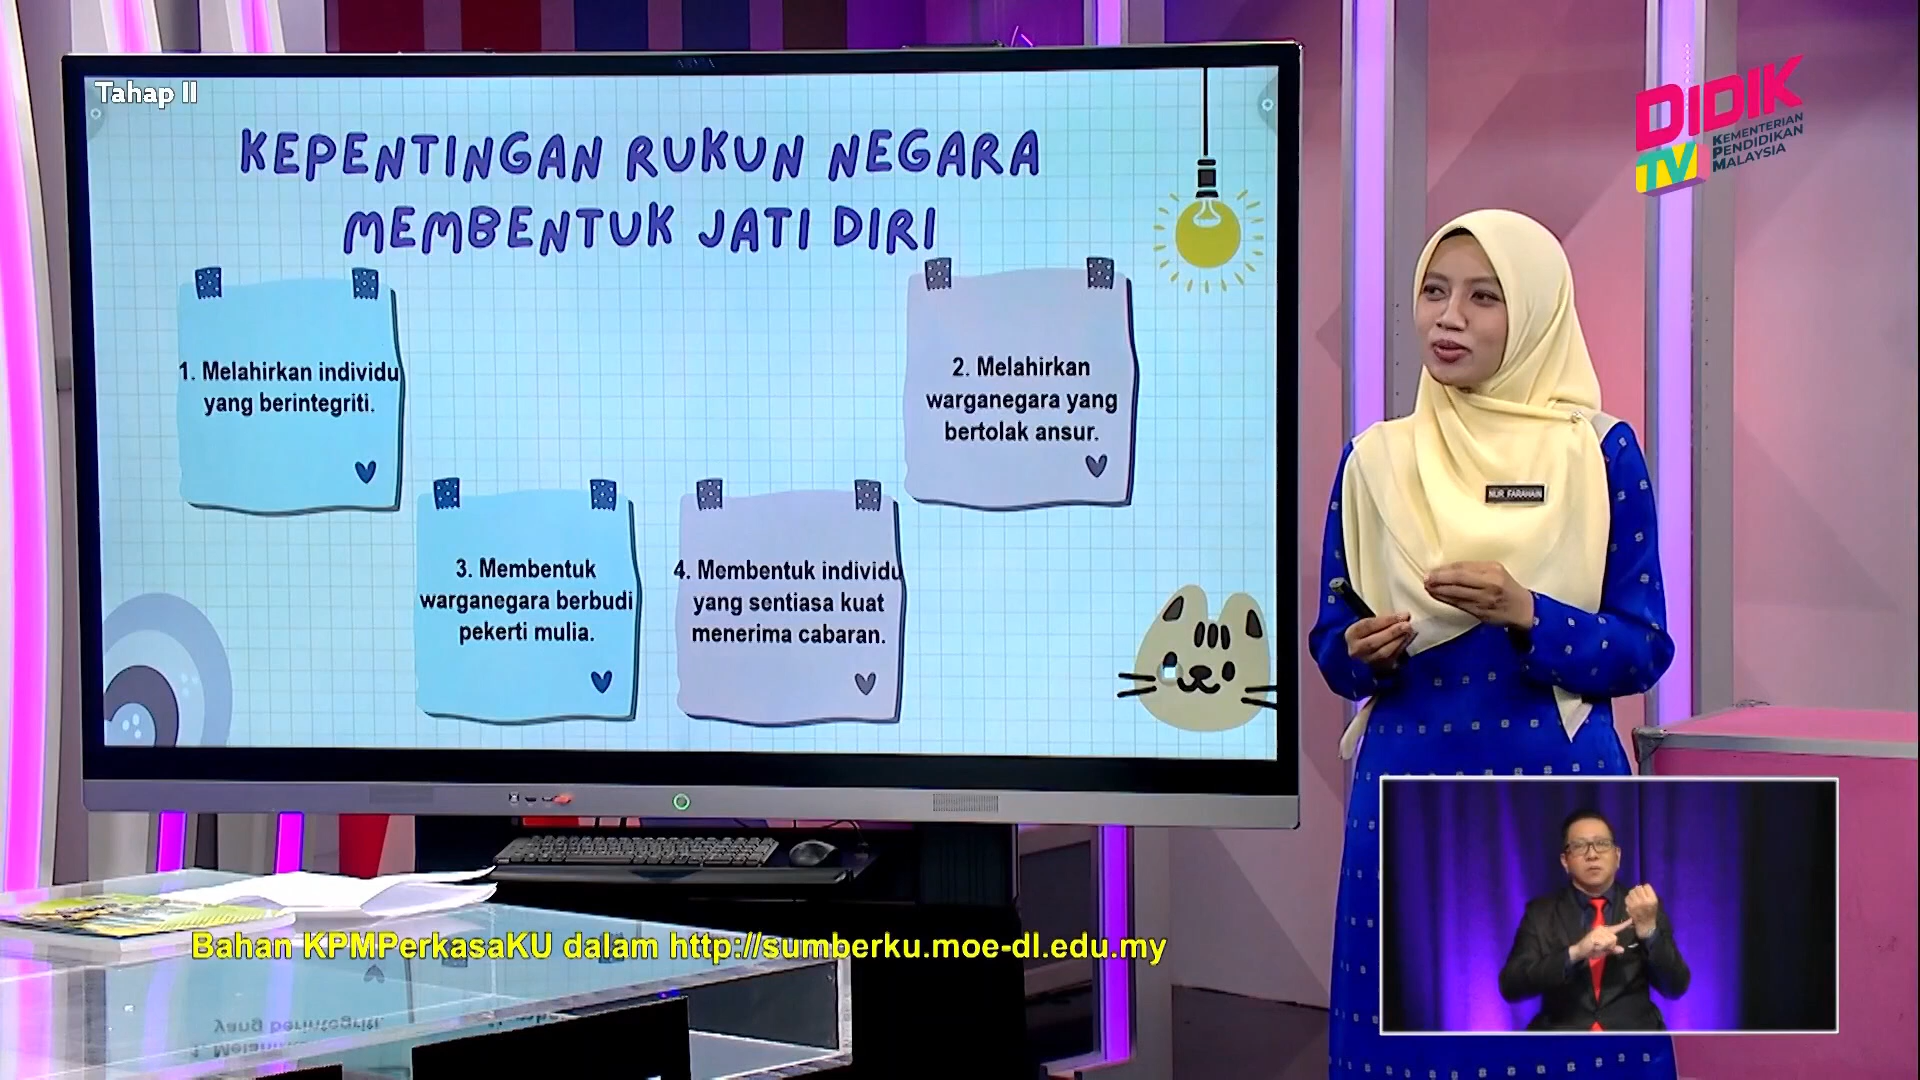 Tahap II
KEPENTINGAN RUKUN NEGARA
MEMBENTUK JATI DIRI
1. Melahirkan individu
yang berintegriti.
2. Melahirkan
warganegara yang
bertolak ansur.
3. Membentuk
warganegara berbudi
pekerti mulia.
4. Membentuk individu
yang sentiasa kuat
menerima cabaran.
DIDIK
TV
KEMENTERIAN
PENDIDIKAN
MALAYSIA
NUR FARAHAIN
Bahan KPMPerkasaKU dalam http://sumberku.moe-dl.edu.my